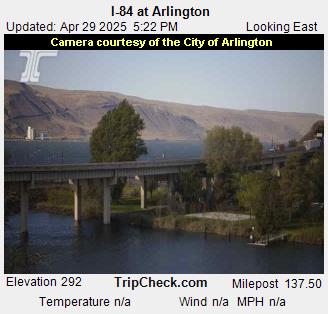 I-84 at Arlington
Updated: Apr 29 2025 5:22 PM Looking East
Camera courtesy of the City of Arlington
Elevation 292 TripCheck.com Milepost 137.50
Temperature n/a Wind n/a MPH n/a